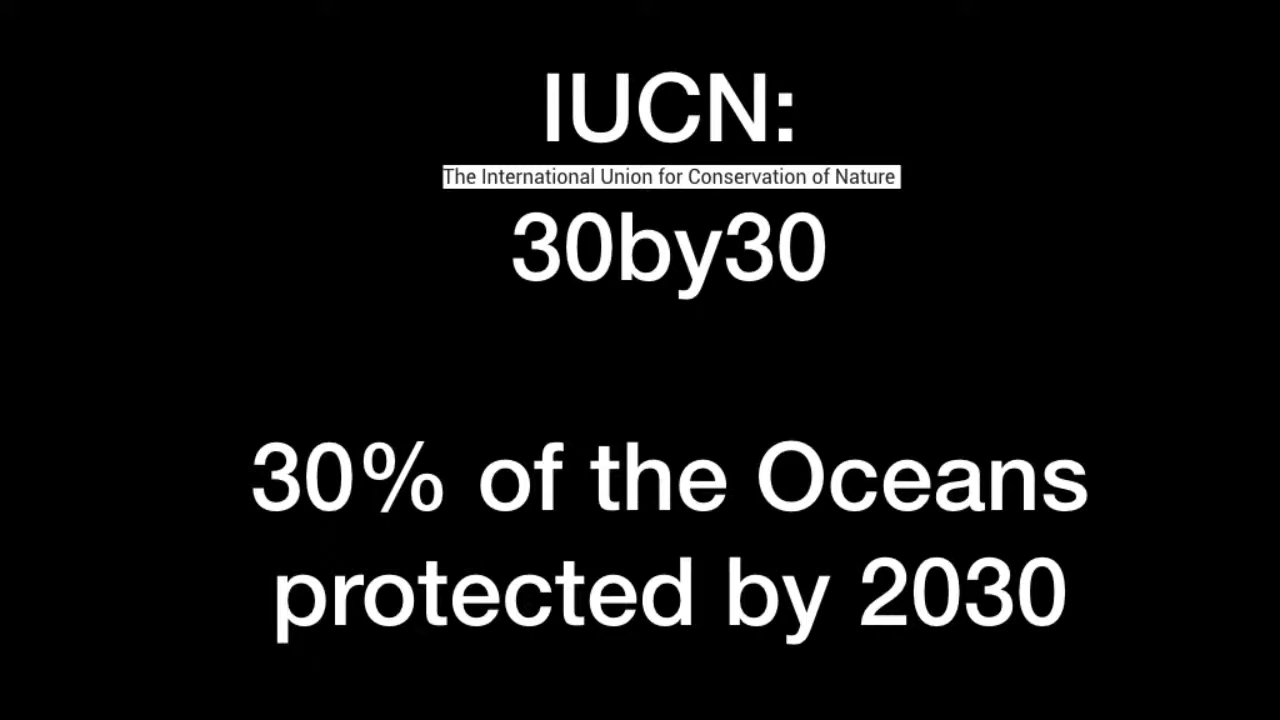 IUCN:
The International Union for Conservation of Nature
30by30
30% of the Oceans
protected by 2030